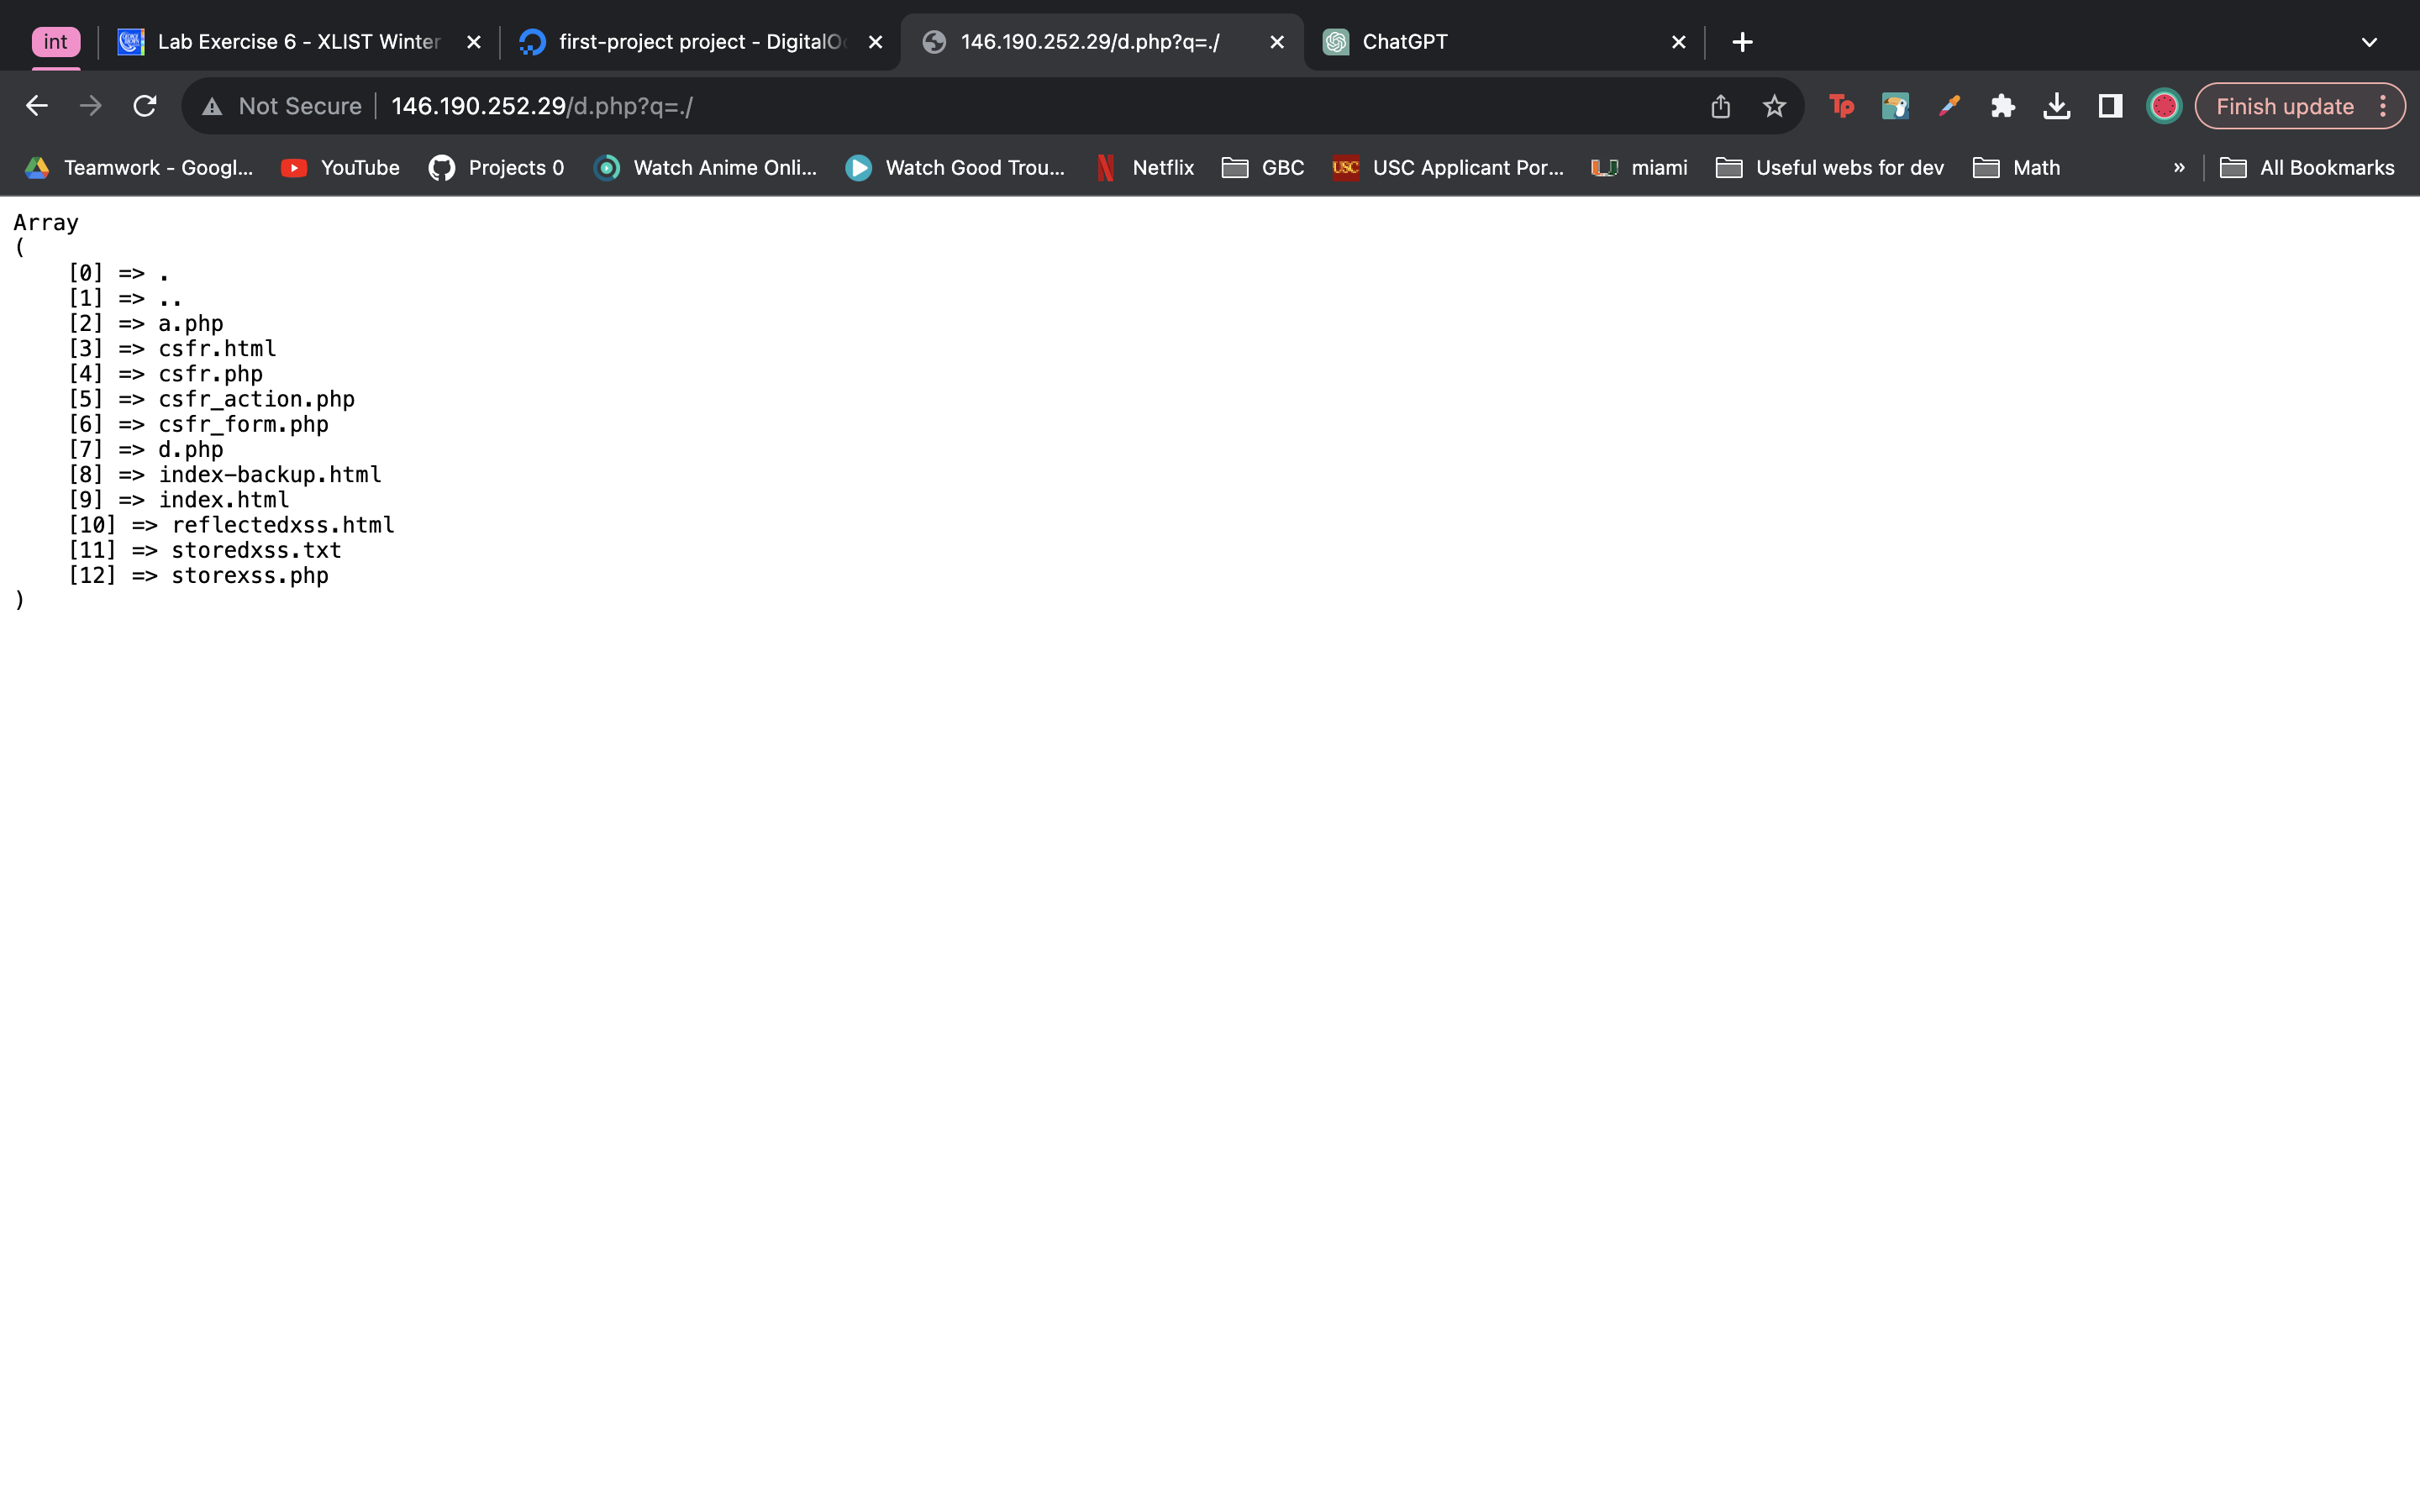 int
Lab Exercise 6 - XLIST Winter
first-project project - DigitalO
146.190.252.29/d.php?q=./
ChatGPT
Not Secure
146.190.252.29/d.php?q=./
Finish update
Teamwork - Googl...
YouTube
Projects 0
Watch Anime Onli...
Watch Good Trou...
Netflix
GBC
USC Applicant Por...
miami
Useful webs for dev
Math
»
All Bookmarks
Array
(
[0] => .
[1] => ..
[2] => a.php
[3] => csfr.html
[4] => csfr.php
[5] => csfr_action.php
[6] => csfr_form.php
[7] => d.php
[8] => index-backup.html
[9] => index.html
[10] => reflectedxss.html
[11] => storedxss.txt
[12] => storexss.php
)